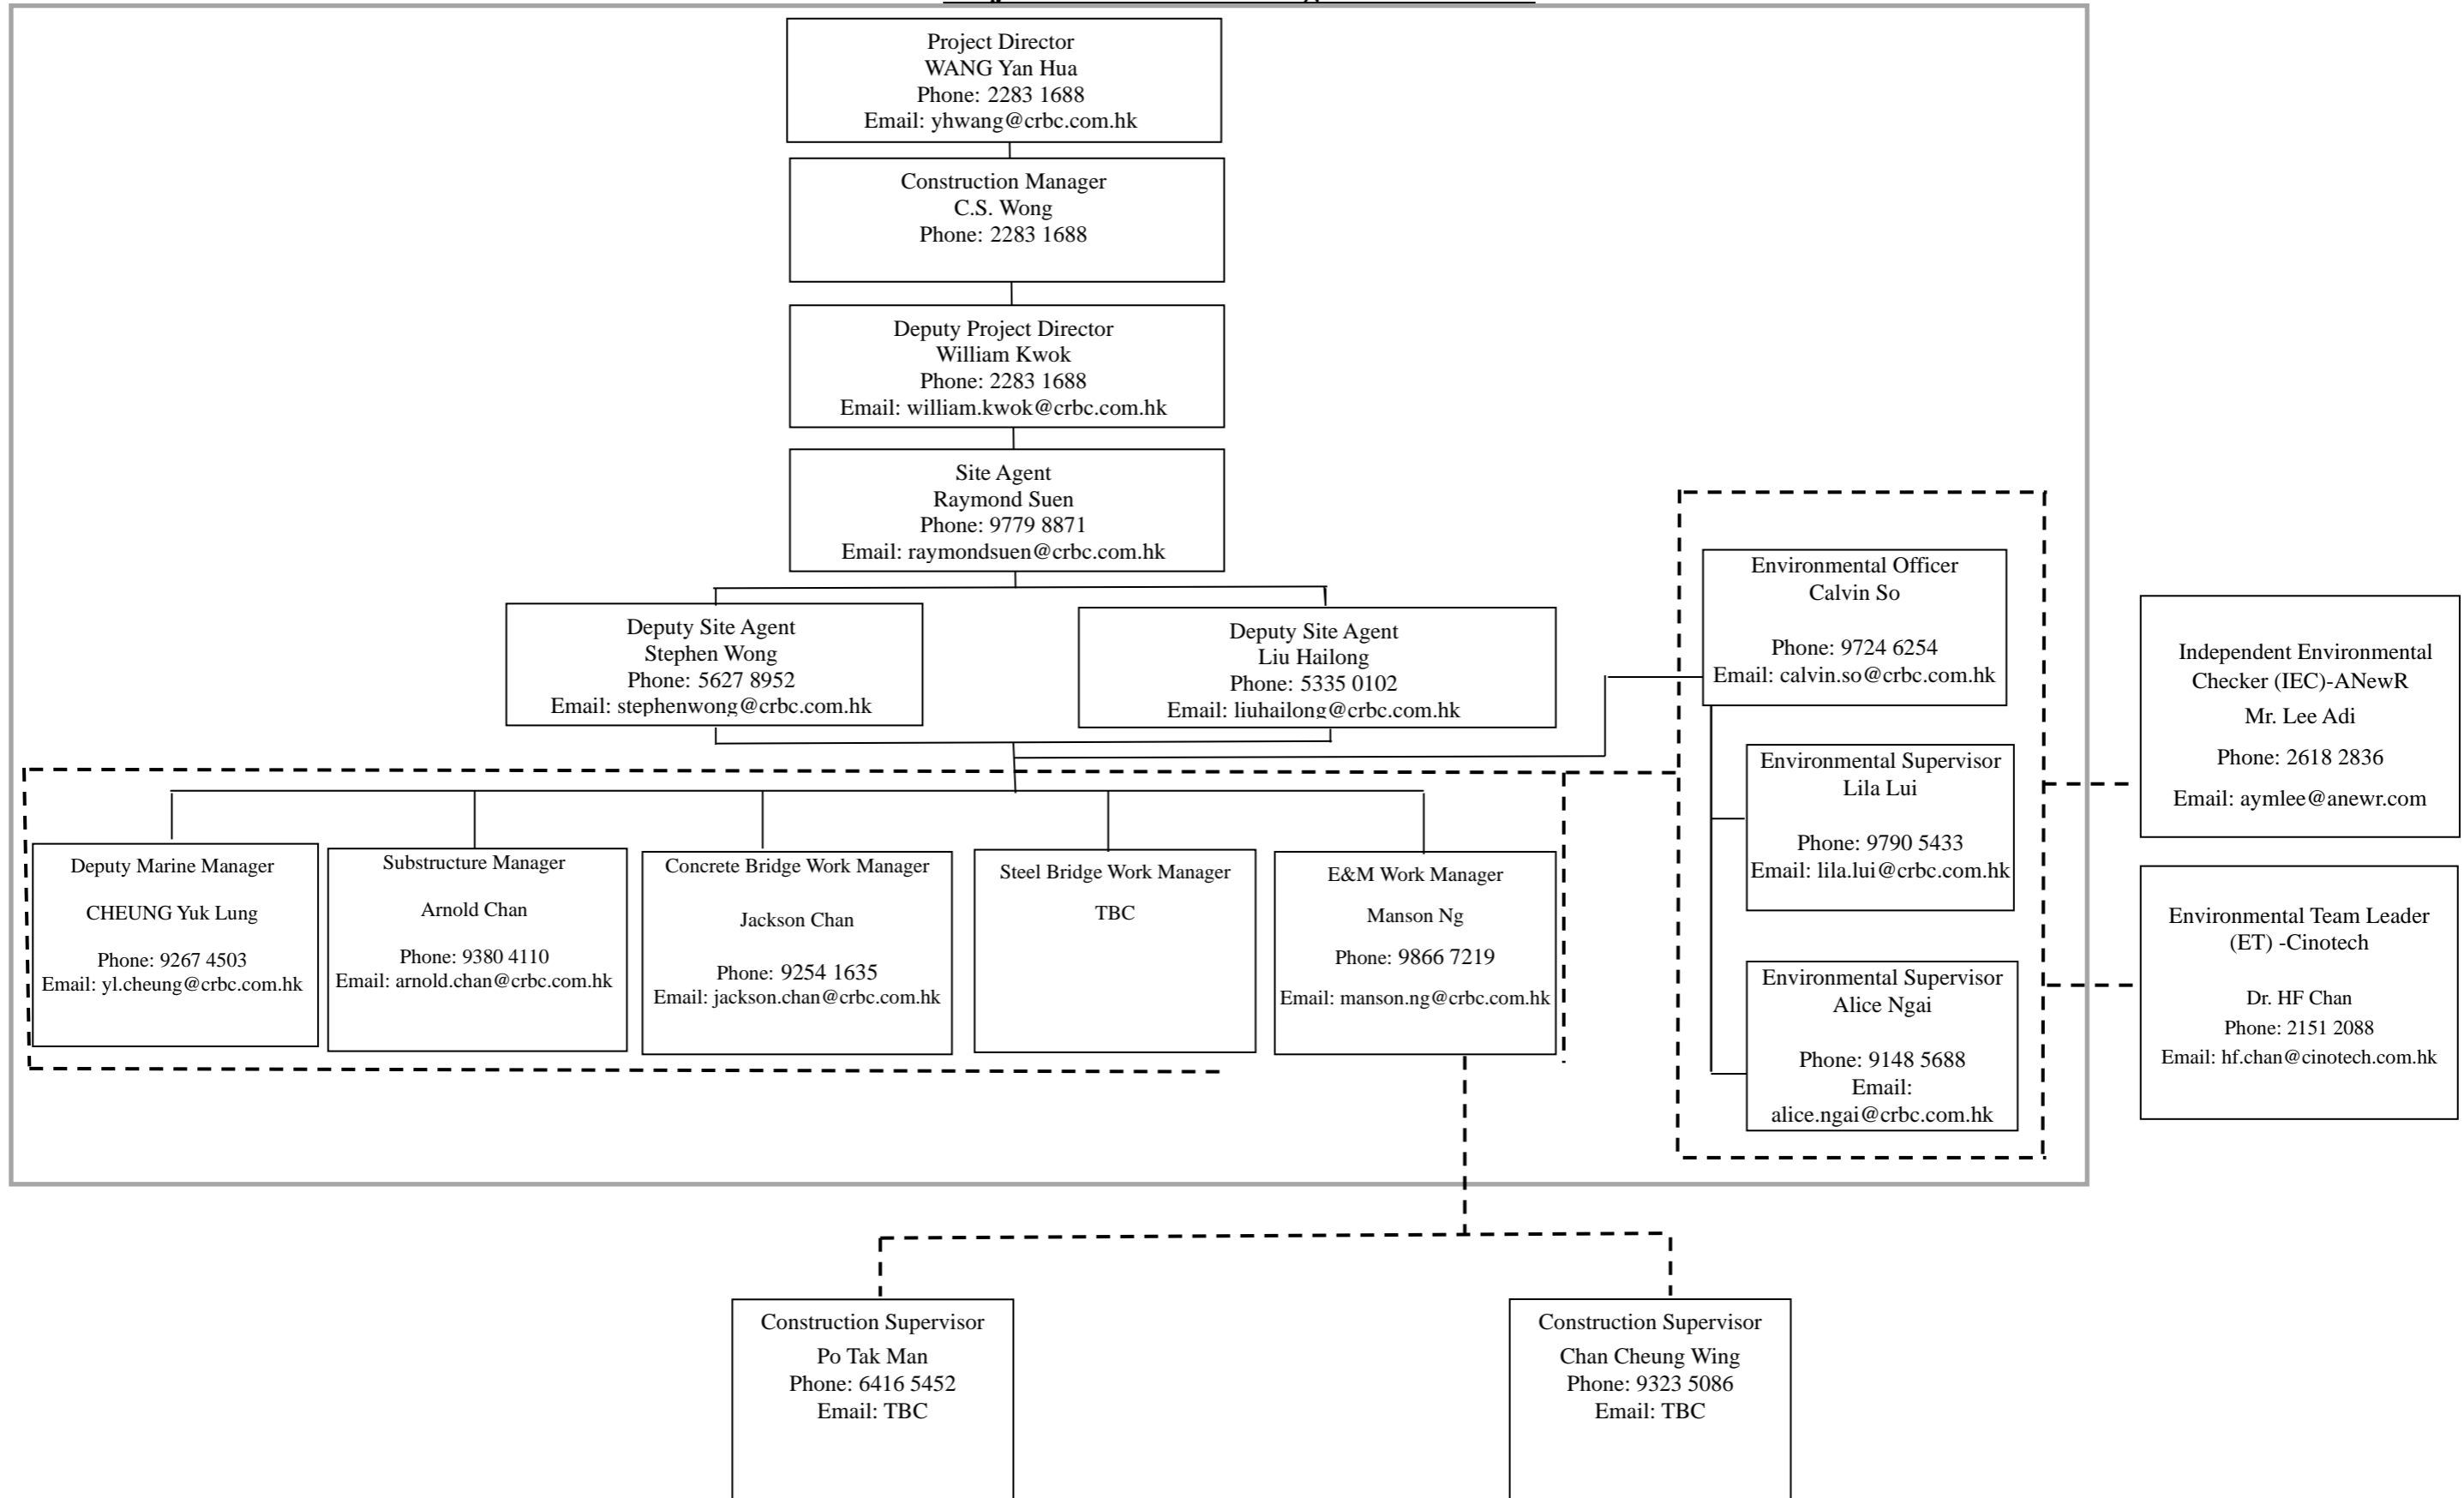 Project Director
WANG Yan Hua
Phone: 2283 1688
Email: yhwang@crbc.com.hk
Construction Manager
C.S. Wong
Phone: 2283 1688
Deputy Project Director
William Kwok
Phone: 2283 1688
Email: william.kwok@crbc.com.hk
Site Agent
Raymond Suen
Phone: 9779 8871
Email: raymondsuen@crbc.com.hk
Deputy Site Agent
Stephen Wong
Phone: 5627 8952
Email: stephenwong@crbc.com.hk
Deputy Site Agent
Liu Hailong
Phone: 5335 0102
Email: liuhailong@crbc.com.hk
Environmental Officer
Calvin So
Phone: 9724 6254
Email: calvin.so@crbc.com.hk
Environmental Supervisor
Lila Lui
Phone: 9790 5433
Email: lila.lui@crbc.com.hk
Environmental Supervisor
Alice Ngai
Phone: 9148 5688
Email:
alice.ngai@crbc.com.hk
Independent Environmental
Checker (IEC)-ANewR
Mr. Lee Adi
Phone: 2618 2836
Email: aymlee@anewr.com
Environmental Team Leader
(ET) -Cinotech
Dr. HF Chan
Phone: 2151 2088
Email: hf.chan@cinotech.com.hk
Deputy Marine Manager
CHEUNG Yuk Lung
Phone: 9267 4503
Email: yl.cheung@crbc.com.hk
Substructure Manager
Arnold Chan
Phone: 9380 4110
Email: arnold.chan@crbc.com.hk
Concrete Bridge Work Manager
Jackson Chan
Phone: 9254 1635
Email: jackson.chan@crbc.com.hk
Steel Bridge Work Manager
TBC
E&M Work Manager
Manson Ng
Phone: 9866 7219
Email: manson.ng@crbc.com.hk
Construction Supervisor
Po Tak Man
Phone: 6416 5452
Email: TBC
Construction Supervisor
Chan Cheung Wing
Phone: 9323 5086
Email: TBC